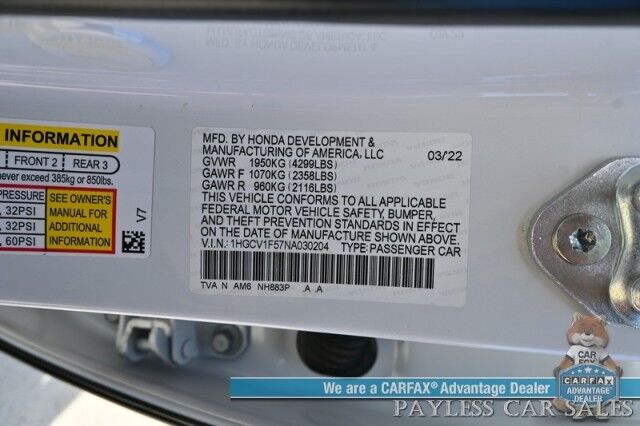 INFORMATION
FRONT 2 REAR 3
never exceed 385kg or 850lbs.
PRESSURE
SEE OWNER'S
MANUAL FOR
ADDITIONAL
INFORMATION
, 32PSI
, 32PSI
, 60PSI
V7
MFD. BY HONDA DEVELOPMENT &
MANUFACTURING OF AMERICA, LLC 03/22
GVWR 1950KG (4299LBS)
GAWR F 1070KG (2358LBS)
GAWR R 960KG (2116LBS)
THIS VEHICLE CONFORMS TO ALL APPLICABLE
FEDERAL MOTOR VEHICLE SAFETY, BUMPER,
AND THEFT PREVENTION STANDARDS IN EFFECT
ON THE DATE OF MANUFACTURE SHOWN ABOVE.
V.I.N.: 1HGCV1F57NA030204 TYPE:PASSENGER CAR
TVA N AM6 NH883P .A .A
CAR
FOX
CARFAX
ADVANTAGE
DEALER
We are a CARFAX® Advantage Dealer
PAYLESS CAR SALES